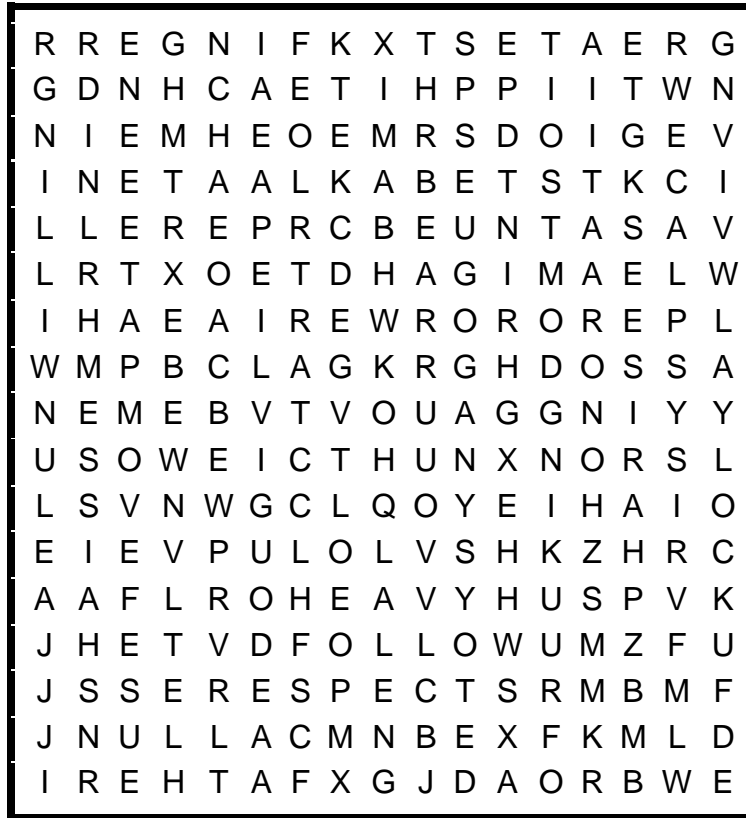 R R E G N I F K X T S E T A E R G
G D N H C A E T I H P P I I T W N
N I E M H E O E M R S D O I G E V
I N E T A A L K A B E T S T K C I
L L E R E P R C B E U N T A S A V
L R T X O E T D H A G I M A E L W
I H A E A I R E W R O R O R E P L
W M P B C L A G K R G H D O S S A
N E M E B V T V O U A G G N I Y Y
U S O W E I C T H U N X N O R S L
L S V N W G C L Q O Y E I H A I O
E I E V P U L O L V S H K Z H R C
A A F L R O H E A V Y H U S P V K
J H E T V D F O L L O W U M Z F U
J S S E R E S P E C T S R M B M F
J N U L L A C M N B E X F K M L D
I R E H T A F X G J D A O R B W E